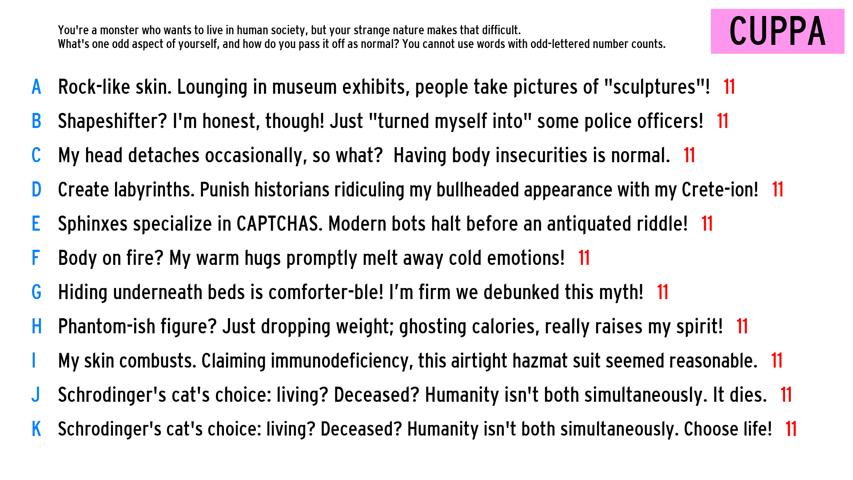 You're a monster who wants to live in human society, but your strange nature makes that difficult.
What's one odd aspect of yourself, and how do you pass it off as normal? You cannot use words with odd-lettered number counts.
CUPPA
A Rock-like skin. Lounging in museum exhibits, people take pictures of "sculptures"! 11
B Shapeshifter? I'm honest, though! Just "turned myself into" some police officers! 11
C My head detaches occasionally, so what? Having body insecurities is normal. 11
D Create labyrinths. Punish historians ridiculing my bullheaded appearance with my Crete-ion! 11
E Sphinxes specialize in CAPTCHAS. Modern bots halt before an antiquated riddle! 11
F Body on fire? My warm hugs promptly melt away cold emotions! 11
G Hiding underneath beds is comforter-ble! I'm firm we debunked this myth! 11
H Phantom-ish figure? Just dropping weight; ghosting calories, really raises my spirit! 11
I My skin combusts. Claiming immunodeficiency, this airtight hazmat suit seemed reasonable. 11
J Schrodinger's cat's choice: living? Deceased? Humanity isn't both simultaneously. It dies. 11
K Schrodinger's cat's choice: living? Deceased? Humanity isn't both simultaneously. Choose life! 11